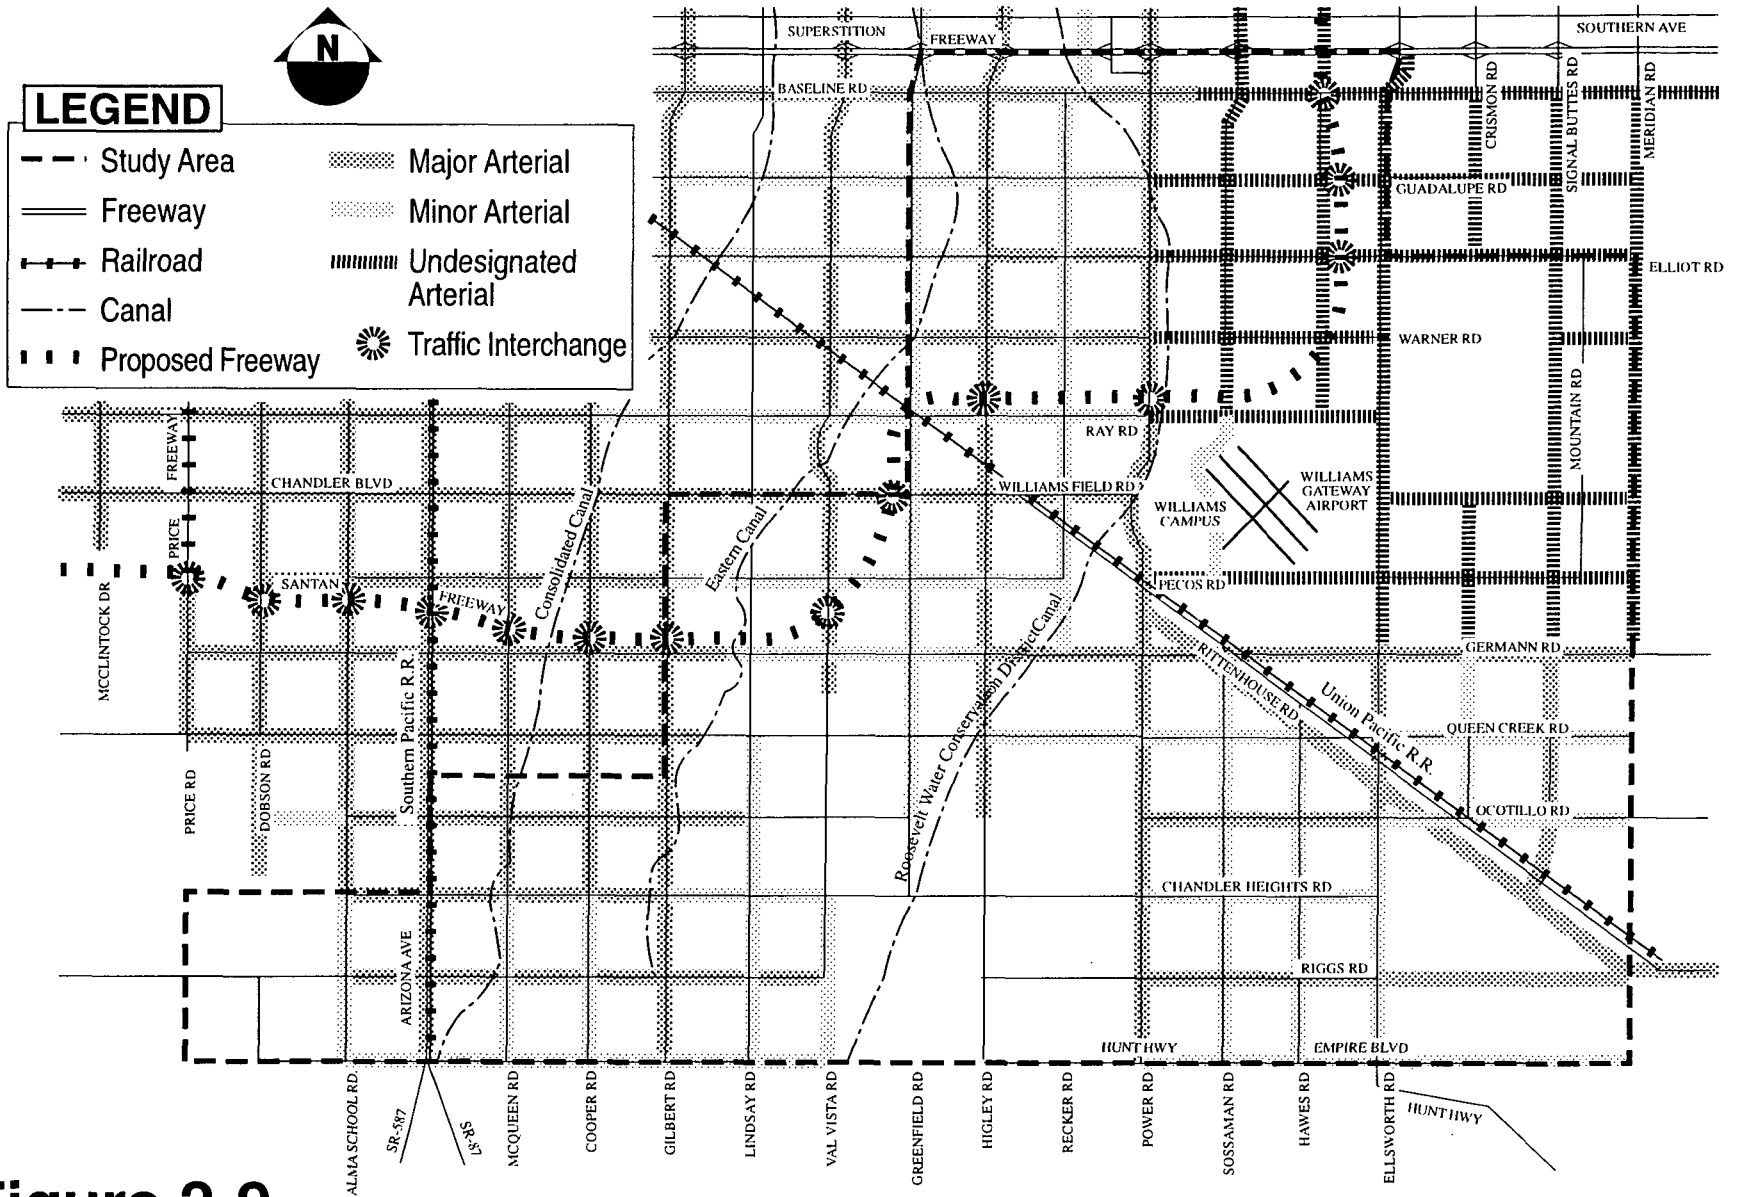 N
SUPERSTITION
FREEWAY
SOUTHERN AVE
BASELINE RD
CRISMON RD
SIGNAL BUTTES RD
MERIDIAN RD
LEGEND
Study Area
Freeway
Railroad
Canal
Proposed Freeway
Major Arterial
Minor Arterial
Undesignated
Arterial
Traffic Interchange
GUADALUPE RD
ELLIOT RD
WARNER RD
MOUNTAIN RD
RAY RD
FREEWAY
PRICE
CHANDLER BLVD
WILLIAMS FIELD RD
WILLIAMS
GATEWAY
AIRPORT
WILLIAMS
CAMPUS
Consolidated Canal
Eastern Canal
SANTAN
FREEWAY
PECOS RD
MCCLINTOCK DR
GERMANN RD
RITTENHOUSE RD
Union Pacific R.R.
Southern Pacific R.R.
Roosevelt Water Conservation District Canal
QUEEN CREEK RD
PRICE RD
DOBSON RD
OCOTILLO RD
CHANDLER HEIGHTS RD
ARIZONA AVE
RIGGS RD
HUNT HWY
EMPIRE BLVD
ALMA SCHOOL RD
SR-587
SR-87
MCQUEEN RD
COOPER RD
GILBERT RD
LINDSAY RD
VAL VISTA RD
GREENFIELD RD
HIGLEY RD
RECKER RD
POWER RD
SOSSAMAN RD
HAWES RD
ELLSWORTH RD
HUNT HWY